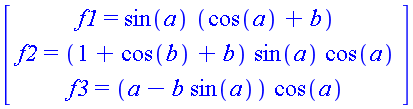 f1 = sin(a) (cos(a) + b)
f2 = (1 + cos(b) + b) sin(a) cos(a)
f3 = (a − b sin(a)) cos(a)